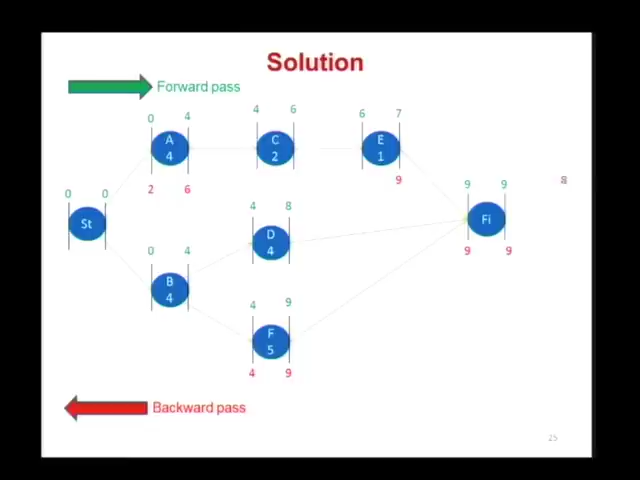 Solution
Forward pass
0 4 4 6 6 7
A
4
C
2
E
1
2 6 9
0 0
St
9 9
Fi
9 9
4 8
D
4
0 4
B
4
4 9
F
5
4 9
Backward pass
25